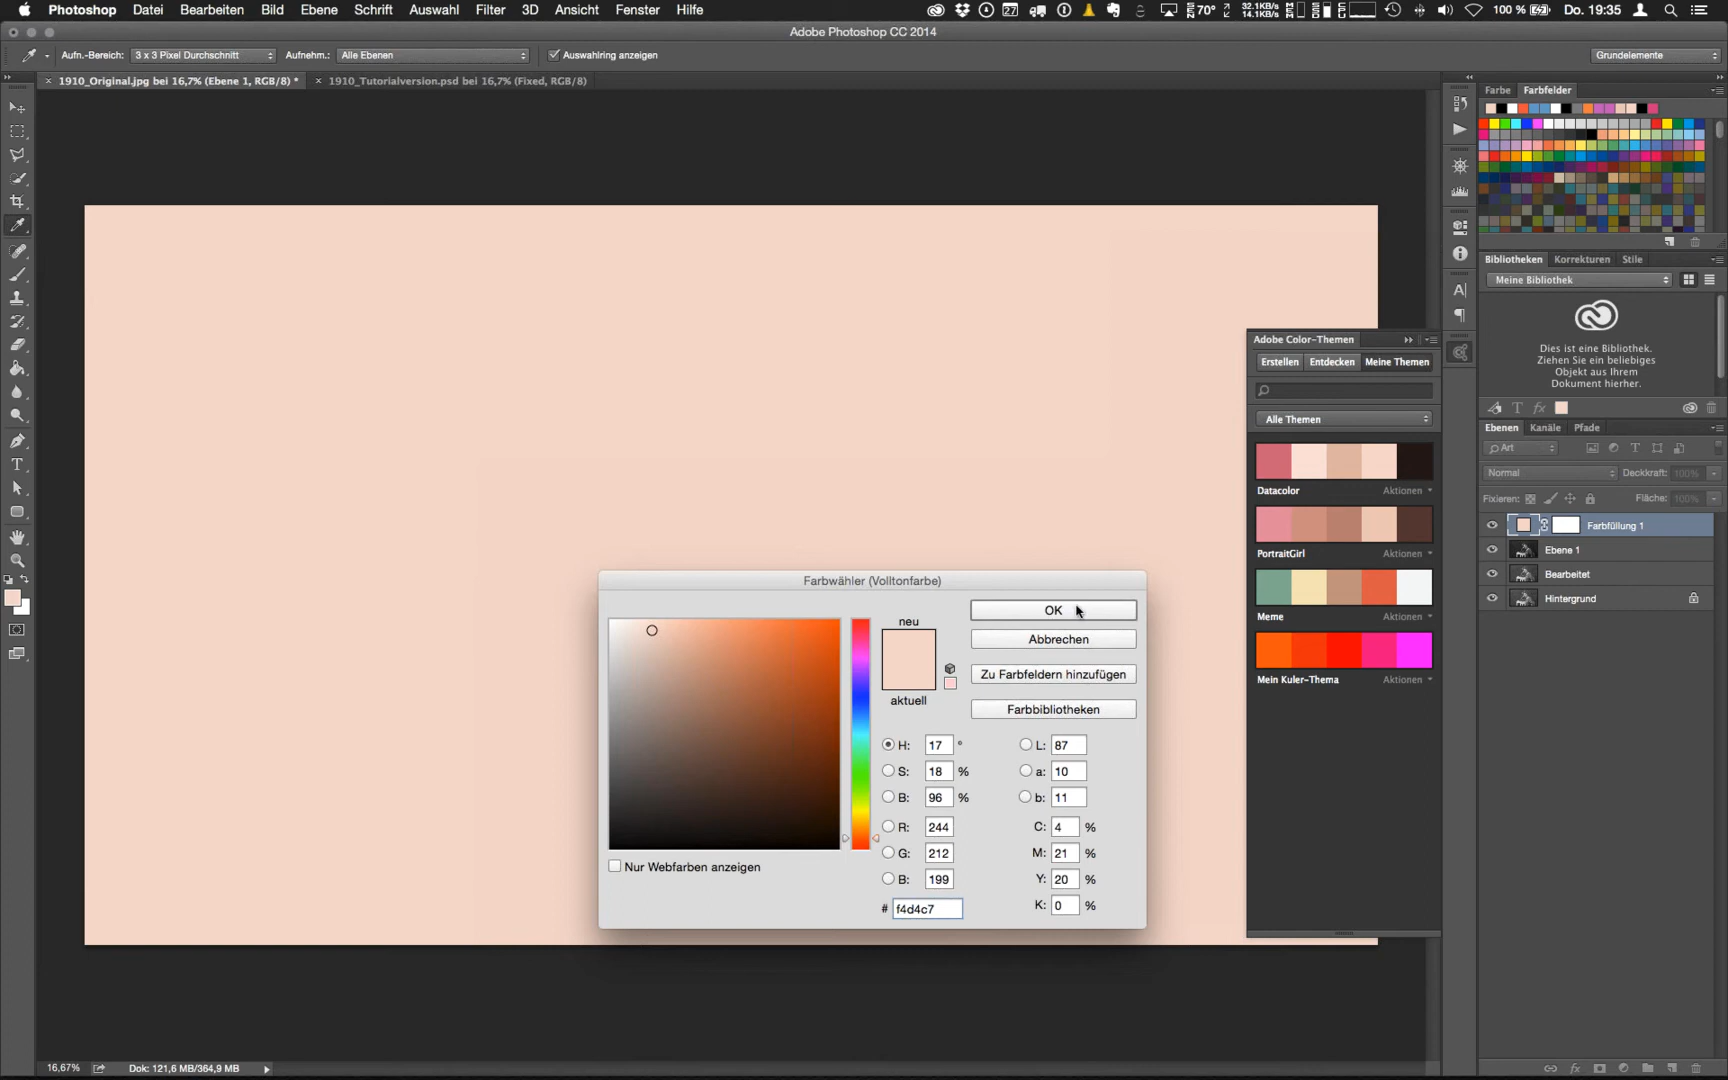 Photoshop Datei Bearbeiten Bild Ebene Schrift Auswahl Filter 3D Ansicht Fenster Hilfe 27 70° 32.1KB/s 14.1KB/s 100 % Do. 19:35
Adobe Photoshop CC 2014
Aufn.-Bereich: 3 x 3 Pixel Durchschnitt Aufnehm.: Alle Ebenen Auswahlring anzeigen Grundelemente
1910_Original.jpg bei 16,7% (Ebene 1, RGB/8) * 1910_Tutorialversion.psd bei 16,7% (Fixed, RGB/8)
Farbe Farbfelder
Bibliotheken Korrekturen Stile
Meine Bibliothek
Dies ist eine Bibliothek.
Ziehen Sie ein beliebiges
Objekt aus Ihrem
Dokument hierher.
Adobe Color-Themen
Erstellen Entdecken Meine Themen
Alle Themen
Datacolor Aktionen
PortraitGirl Aktionen
Meme Aktionen
Mein Kuler-Thema Aktionen
Ebenen Kanäle Pfade
Art
Normal Deckkraft: 100%
Fixieren: Fläche: 100%
Farbfüllung 1
Ebene 1
Bearbeitet
Hintergrund
Farbwähler (Volltonfarbe)
neu
aktuell
OK
Abbrechen
Zu Farbfeldern hinzufügen
Farbbibliotheken
H: 17 ° L: 87
S: 18 % a: 10
B: 96 % b: 11
R: 244 C: 4 %
G: 212 M: 21 %
B: 199 Y: 20 %
# f4d4c7 K: 0 %
Nur Webfarben anzeigen
16,67% Dok: 121,6 MB/364,9 MB